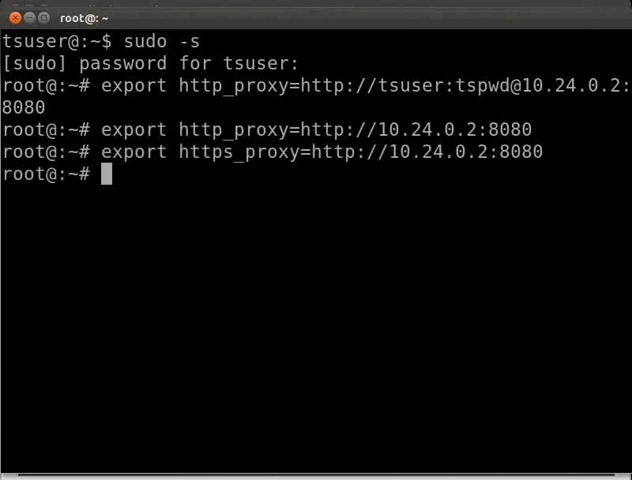 root@: ~
tsuser@:~$ sudo -s
[sudo] password for tsuser:
root@:~# export http_proxy=http://tsuser:tspwd@10.24.0.2:
8080
root@:~# export http_proxy=http://10.24.0.2:8080
root@:~# export https_proxy=http://10.24.0.2:8080
root@:~#